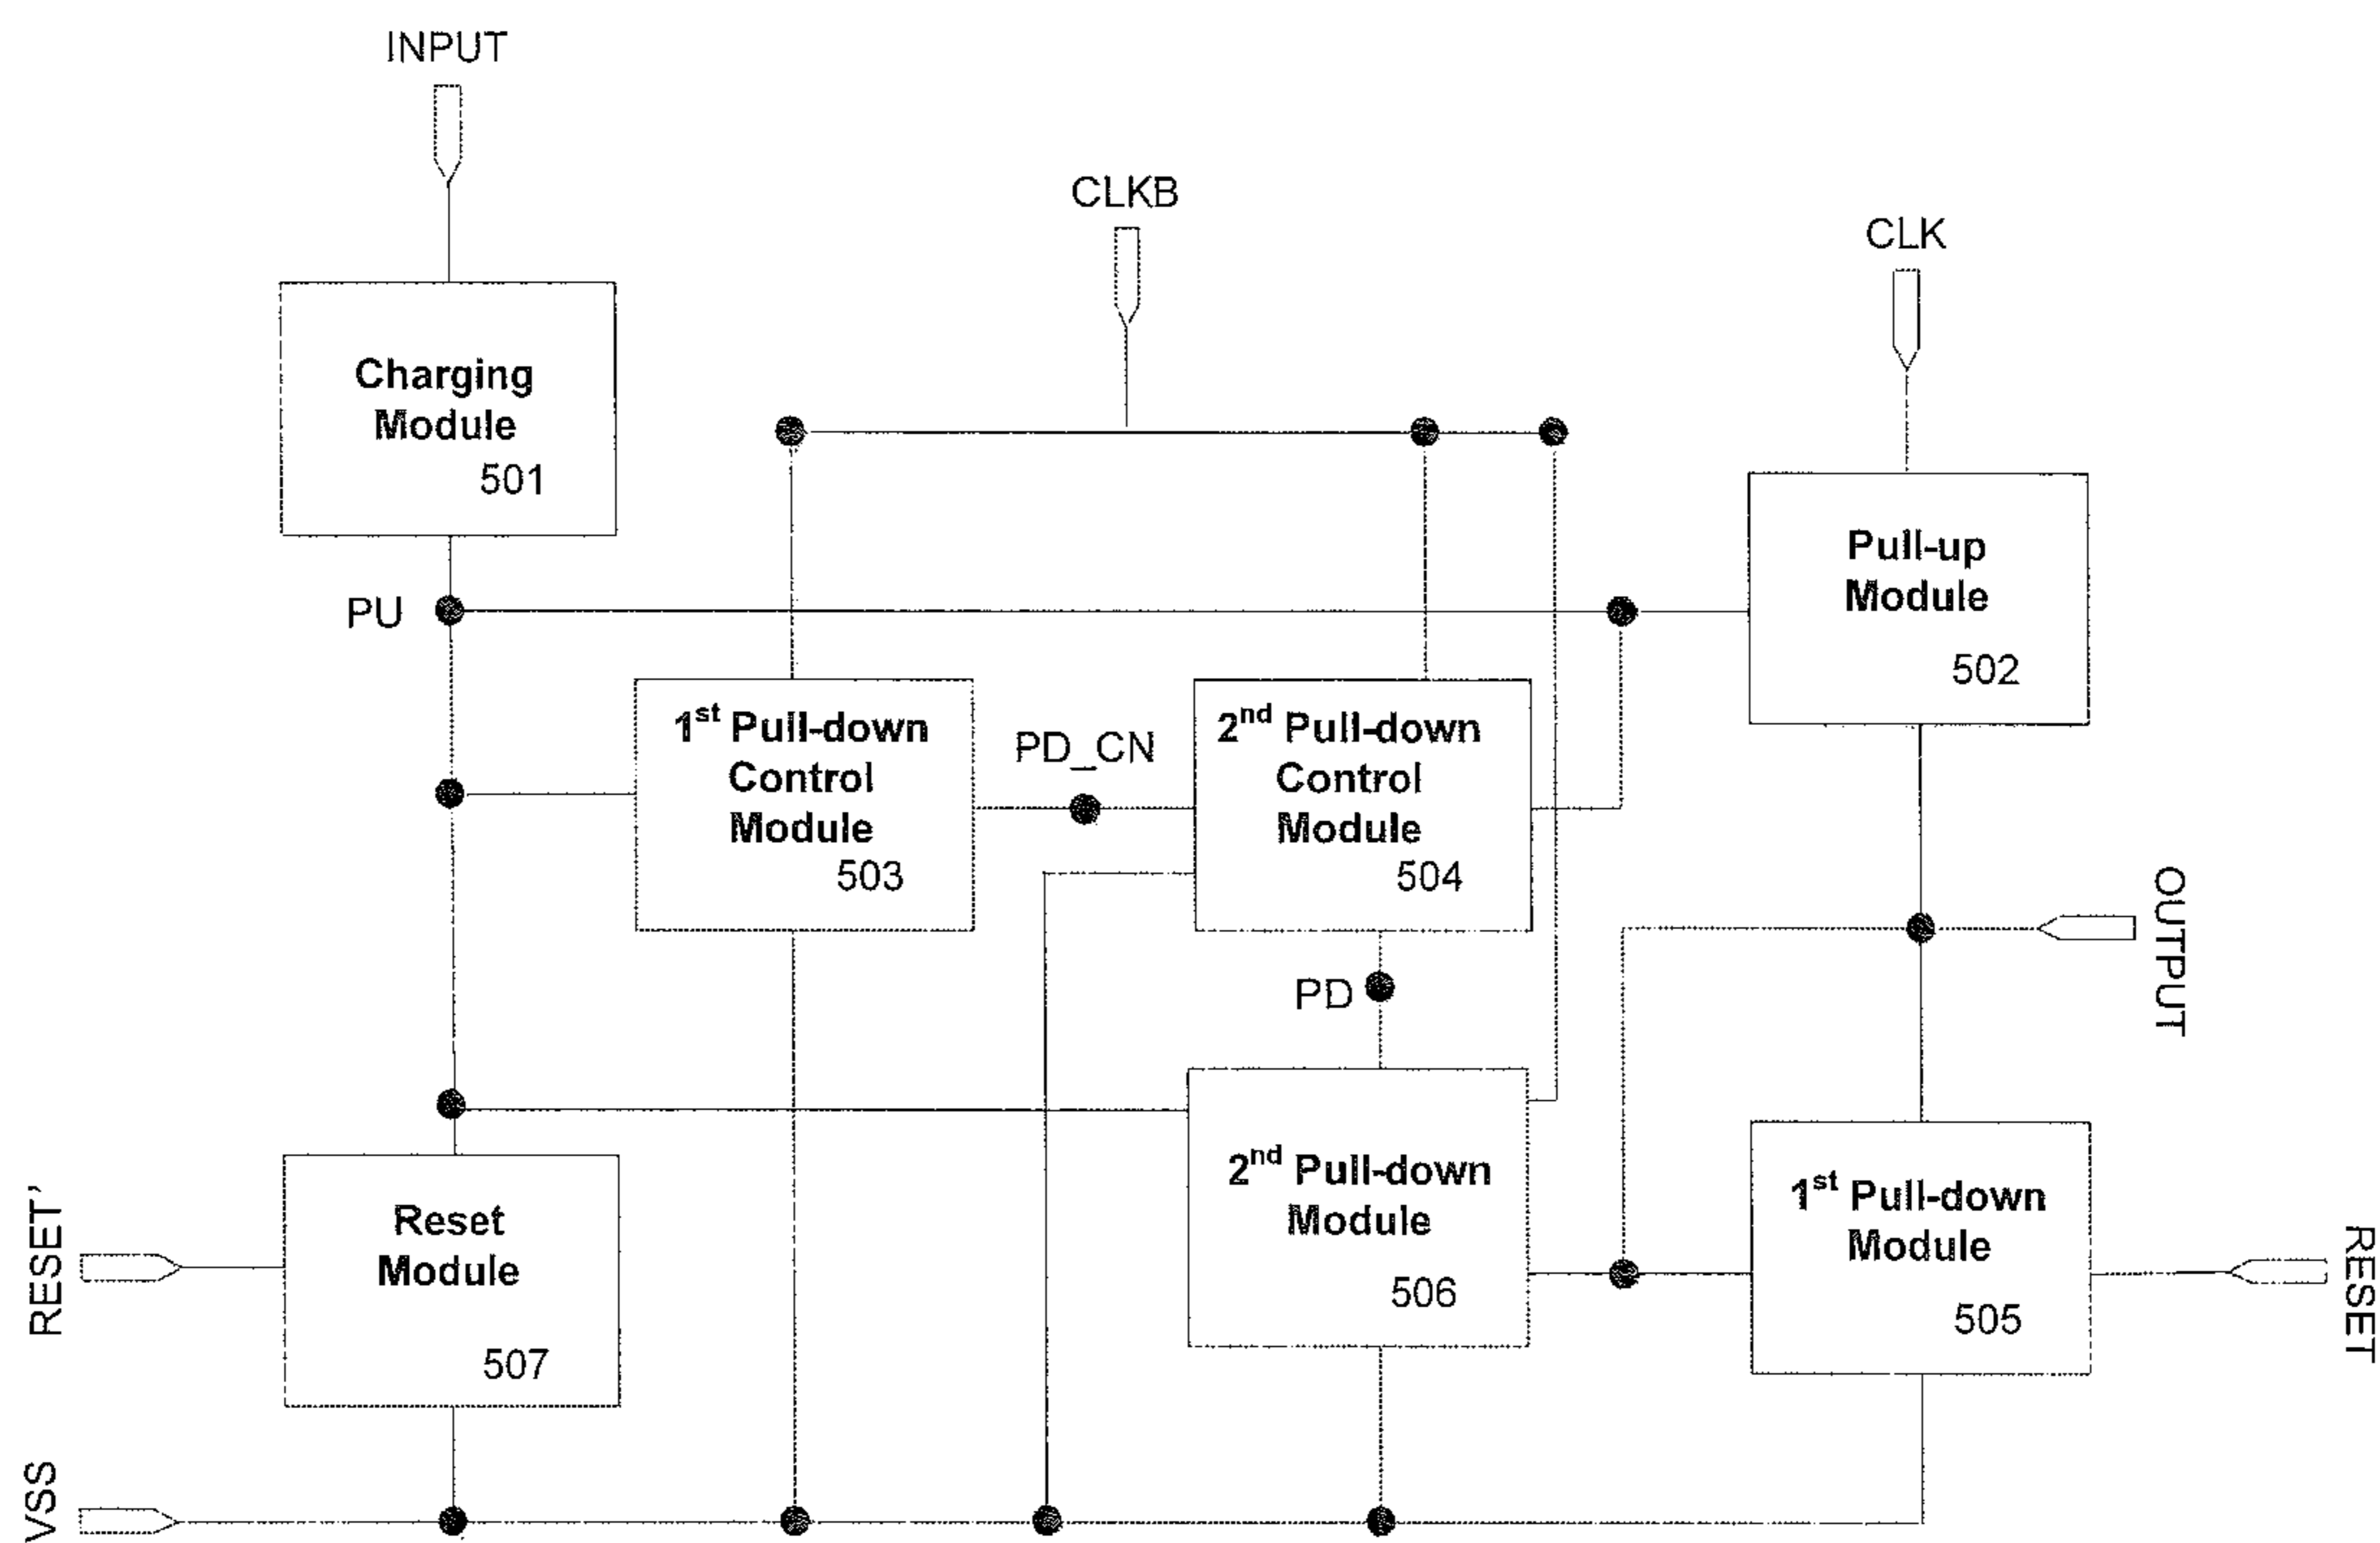 INPUT
CLKB
CLK
Charging
Module
501
Pull-up
Module
502
PU
1st Pull-down
Control
Module
503
PD_CN
2nd Pull-down
Control
Module
504
OUTPUT
PD
RESET'
Reset
Module
507
2nd Pull-down
Module
506
1st Pull-down
Module
505
RESET
VSS